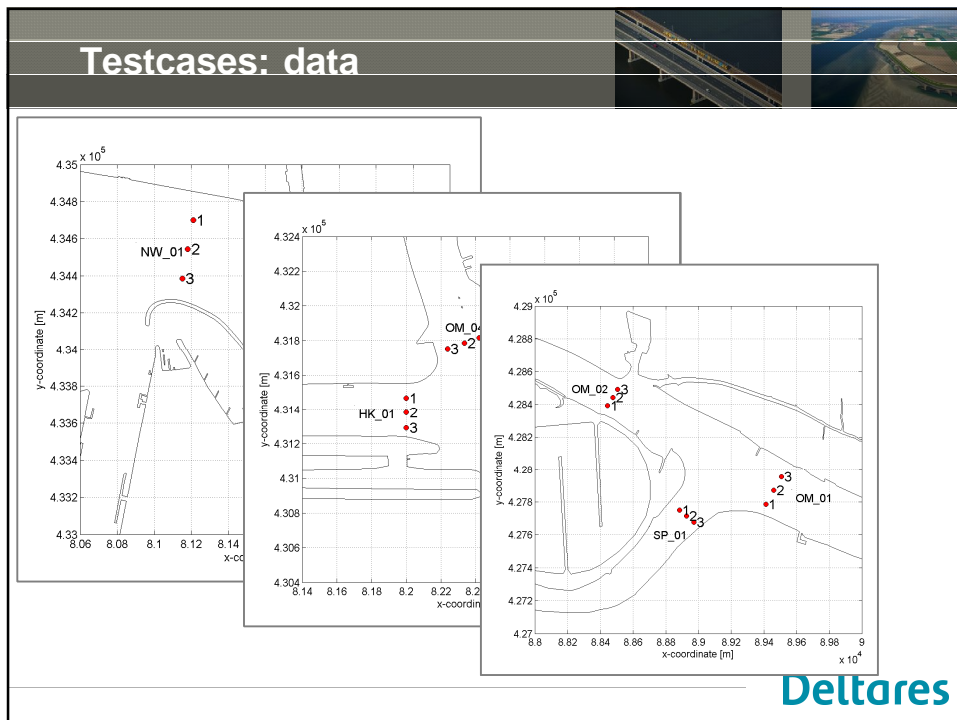 Testcases: data
x 10^5
4.35
4.348
4.346
4.344
4.342
4.34
4.338
4.336
4.334
4.332
4.33
y-coordinate [m]
1
NW_01 2
3
8.06 8.08 8.1 8.12 8.14
x-co
x 10^5
4.324
4.322
4.32
4.318
4.316
4.314
4.312
4.31
4.308
4.306
4.304
y-coordinate [m]
OM_04
3 2
1
HK_01 2
3
8.14 8.16 8.18 8.2 8.22 8.2
x-coordin
x 10^5
4.29
4.288
4.286
4.284
4.282
4.28
4.278
4.276
4.274
4.272
4.27
y-coordinate [m]
OM_02 3
2
1
3
2
OM_01
1
1
2
3
SP_01
8.8 8.82 8.84 8.86 8.88 8.9 8.92 8.94 8.96 8.98 9
x-coordinate [m]
x 10^4
Deltares